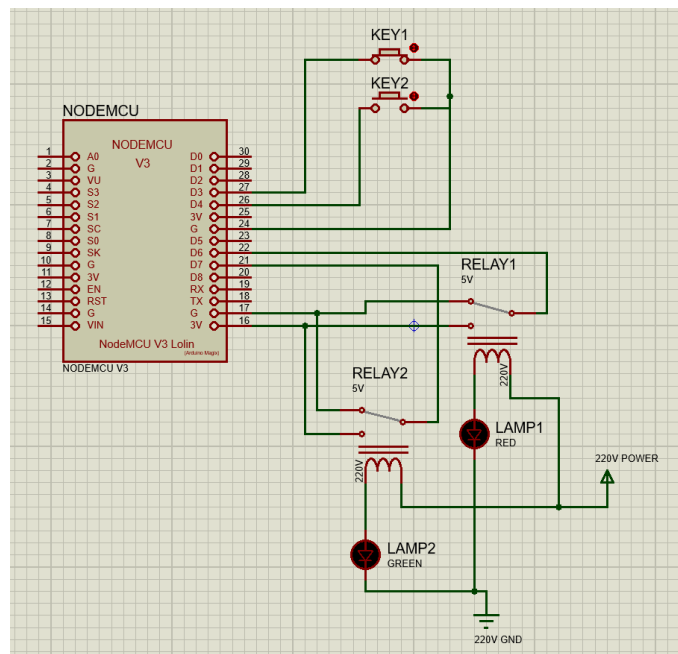 KEY1
KEY2
NODEMCU
NODEMCU
V3
1 A0 D0 30
2 G D1 29
3 VU D2 28
4 S3 D3 27
5 S2 D4 26
6 S1 3V 25
7 SC G 24
8 S0 D5 23
9 SK D6 22
10 G D7 21
11 3V D8 20
12 EN RX 19
13 RST TX 18
14 G G 17
15 VIN 3V 16
NodeMCU V3 Lolin
(Arduino Magix)
NODEMCU V3
RELAY1
5V
220V
RELAY2
5V
220V
LAMP1
RED
220V POWER
LAMP2
GREEN
220V GND